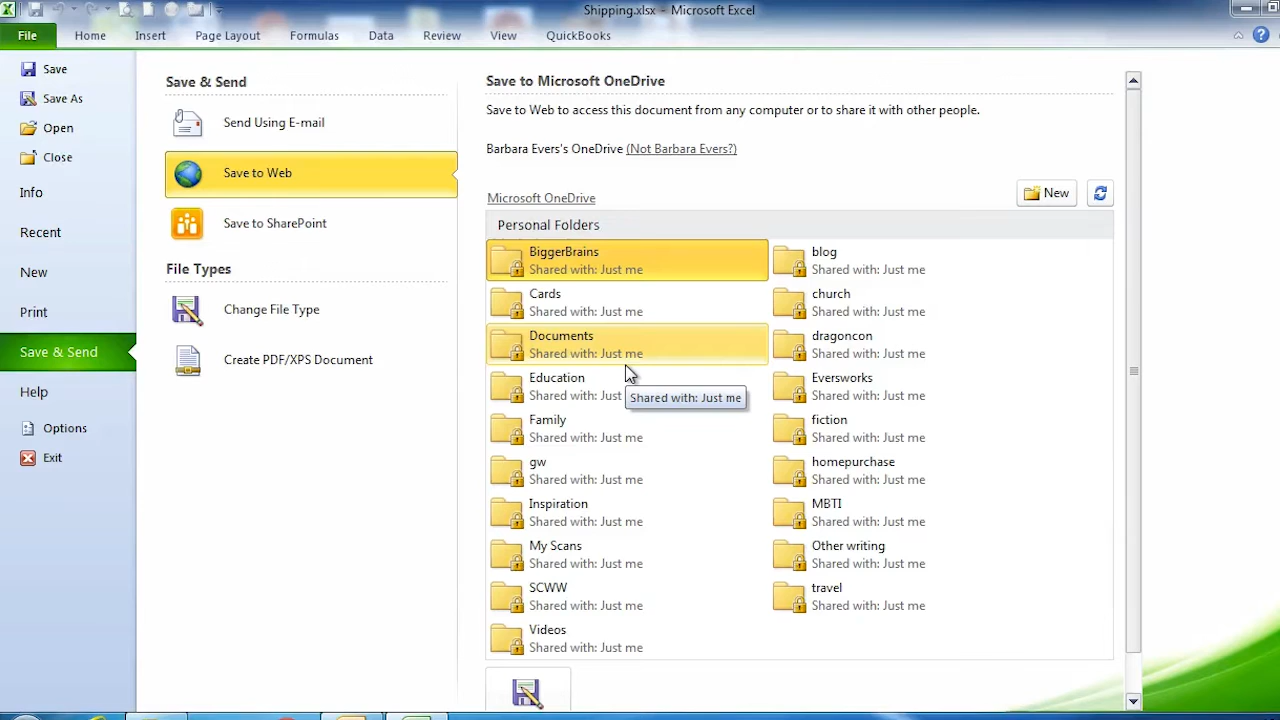 Shipping.xlsx - Microsoft Excel
File Home Insert Page Layout Formulas Data Review View QuickBooks
Save
Save As
Open
Close
Info
Recent
New
Print
Save & Send
Help
Options
Exit
Save & Send
Send Using E-mail
Save to Web
Save to SharePoint
File Types
Change File Type
Create PDF/XPS Document
Save to Microsoft OneDrive
Save to Web to access this document from any computer or to share it with other people.
Barbara Evers's OneDrive (Not Barbara Evers?)
Microsoft OneDrive
New
Personal Folders
BiggerBrains
Shared with: Just me
Cards
Shared with: Just me
Documents
Shared with: Just me
Education
Shared with: Just
Shared with: Just me
Family
Shared with: Just me
gw
Shared with: Just me
Inspiration
Shared with: Just me
My Scans
Shared with: Just me
SCWW
Shared with: Just me
Videos
Shared with: Just me
blog
Shared with: Just me
church
Shared with: Just me
dragoncon
Shared with: Just me
Eversworks
Shared with: Just me
fiction
Shared with: Just me
homepurchase
Shared with: Just me
MBTI
Shared with: Just me
Other writing
Shared with: Just me
travel
Shared with: Just me